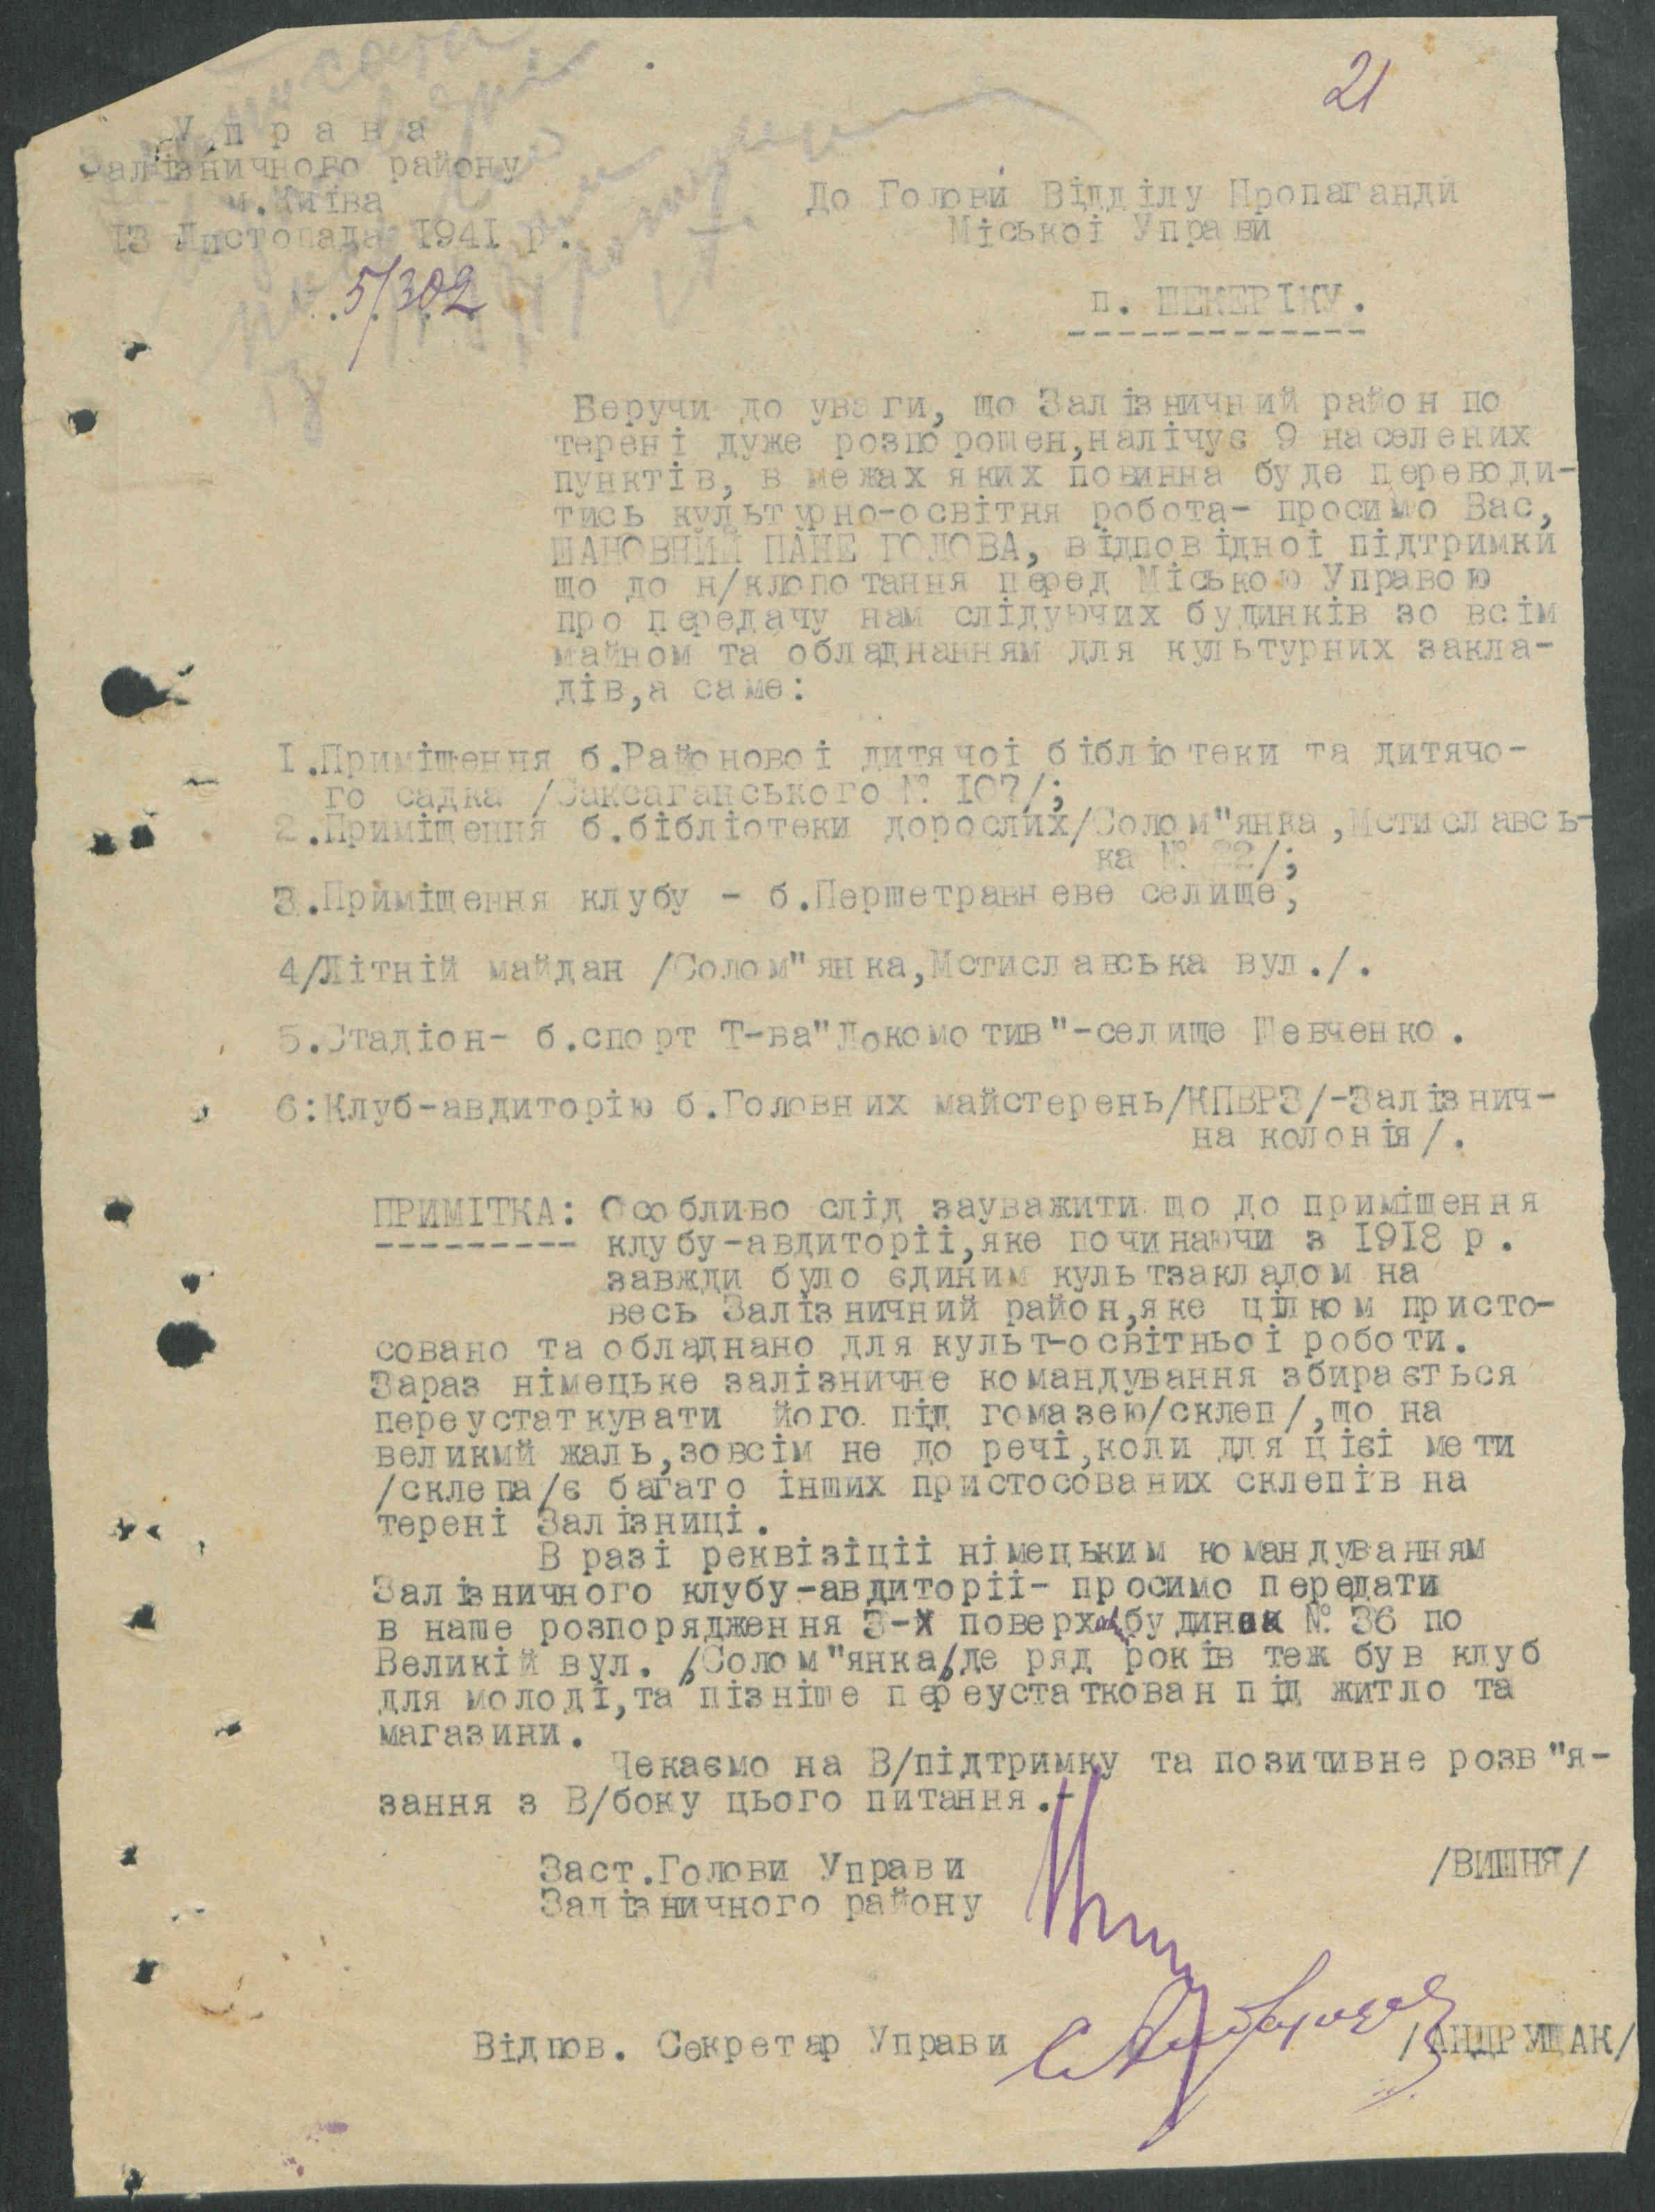 21
Управа
Залізничного району
м.Київа
13 Листопада 1941 р.
5/302
До Голови Відділу Пропаганди
Міської Управи
п. ШЕКЕРІКУ.
Беручи до уваги, що Залізничний район по
терені дуже розпорошен,налічує 9 населених
пунктів, в межах яких повинна буде переводи-
тись культурно-освітня робота- просимо Вас,
ШАНОВНИЙ ПАНЕ ГОЛОВА, відповідної підтримки
що до н/клопотання перед Міською Управою
про передачу нам слідуючих будинків зо всім
майном та обладнанням для культурних закла-
дів,а саме:
1.Приміщення б.Районової дитячої бібліотеки та дитячо-
го садка /Саксаганського № 107/;
2.Приміщення б.бібліотеки дорослих/Солом"янка,Мстиславсь-
ка № 22/;
3.Приміщення клубу - б.Першетравневе селище;
4/Літній майдан /Солом"янка,Мстиславська вул./.
5.Стадіон- б.спорт Т-ва"Локомотив"-селище Шевченко.
6:Клуб-авдиторію б.Головних майстерень/КПВРЗ/-Залізнич-
на колонія/.
ПРИМІТКА: Особливо слід зауважити що до приміщення
клубу-авдиторії,яке починаючи з 1918 р.
завжди було єдиним культзакладом на
весь Залізничний район,яке цілком присто-
совано та обладнано для культ-освітньої роботи.
Зараз німецьке залізничне командування збирається
переустаткувати його під гомазею/склеп/,що на
великий жаль,зовсім не до речі,коли для цієї мети
/склепа/є багато інших пристосованих склепів на
терені Залізниці.
В разі реквізіції німецьким командуванням
Залізничного клубу-авдиторії- просимо передати
в наше розпорядження 3-х поверх. будинок № 36 по
Великій вул. /Солом"янка/,де ряд років теж був клуб
для молоді,та пізніше переустаткован під житло та
магазини.
Чекаємо на В/підтримку та позитивне розв"я-
зання з В/боку цього питання.-
Заст.Голови Управи /ВИШНЯ/
Залізничного району
Відпов. Секретар Управи /АНДРУЩАК/